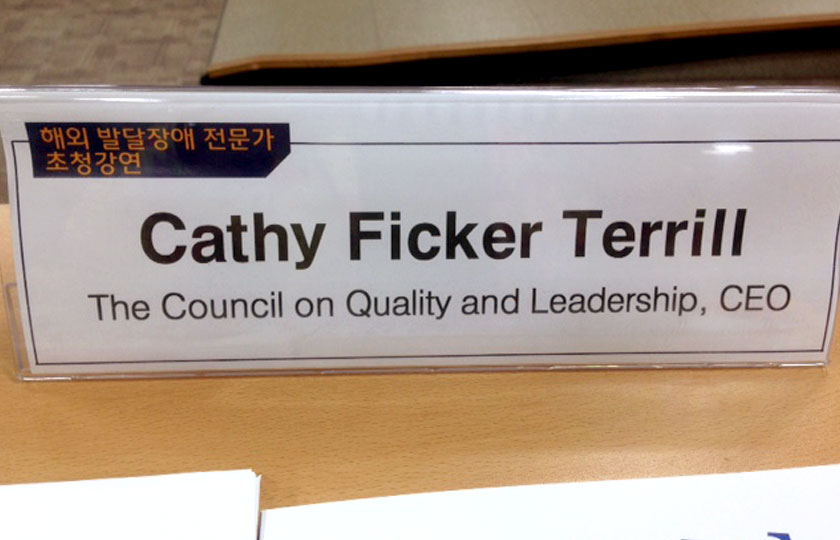 해외 발달장애 전문가
초청강연
Cathy Ficker Terrill
The Council on Quality and Leadership, CEO